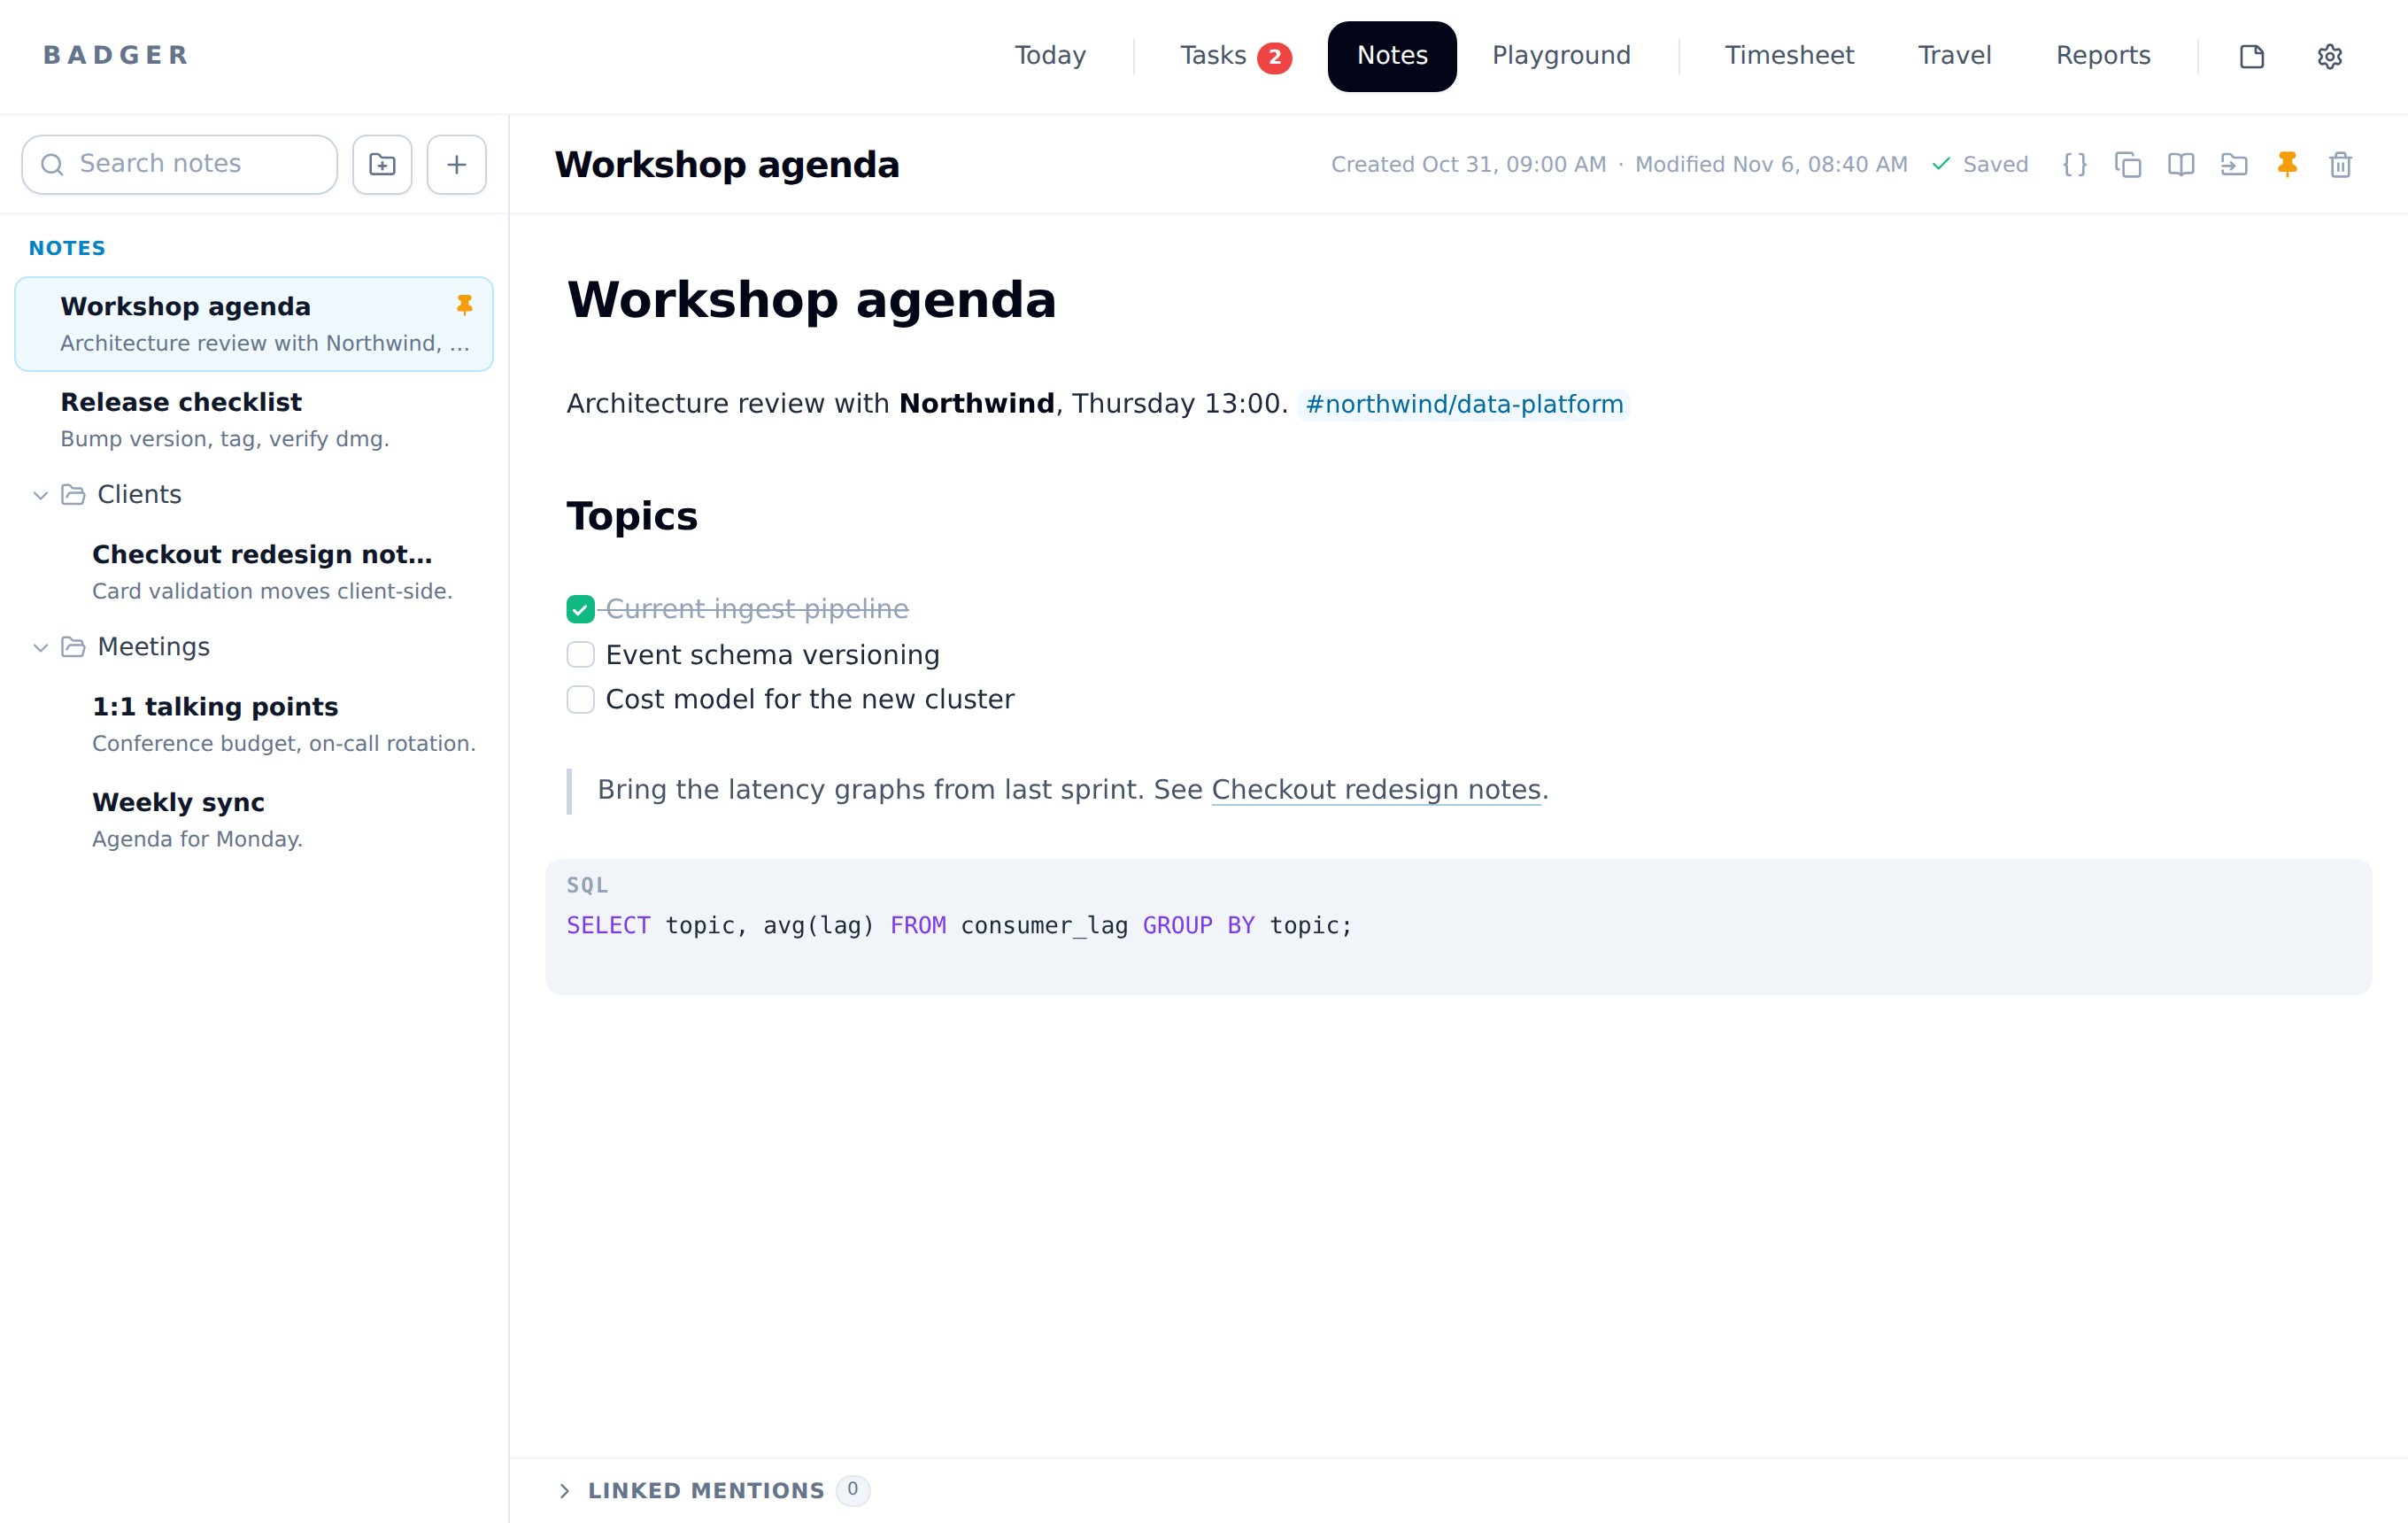 BADGER
Today
Tasks 2
Notes
Playground
Timesheet
Travel
Reports
Search notes
NOTES
Workshop agenda
Architecture review with Northwind, …
Release checklist
Bump version, tag, verify dmg.
Clients
Checkout redesign not…
Card validation moves client-side.
Meetings
1:1 talking points
Conference budget, on-call rotation.
Weekly sync
Agenda for Monday.
Workshop agenda
Created Oct 31, 09:00 AM · Modified Nov 6, 08:40 AM
Saved
Workshop agenda
Architecture review with Northwind, Thursday 13:00. #northwind/data-platform
Topics
Current ingest pipeline
Event schema versioning
Cost model for the new cluster
Bring the latency graphs from last sprint. See Checkout redesign notes.
SQL
SELECT topic, avg(lag) FROM consumer_lag GROUP BY topic;
LINKED MENTIONS 0